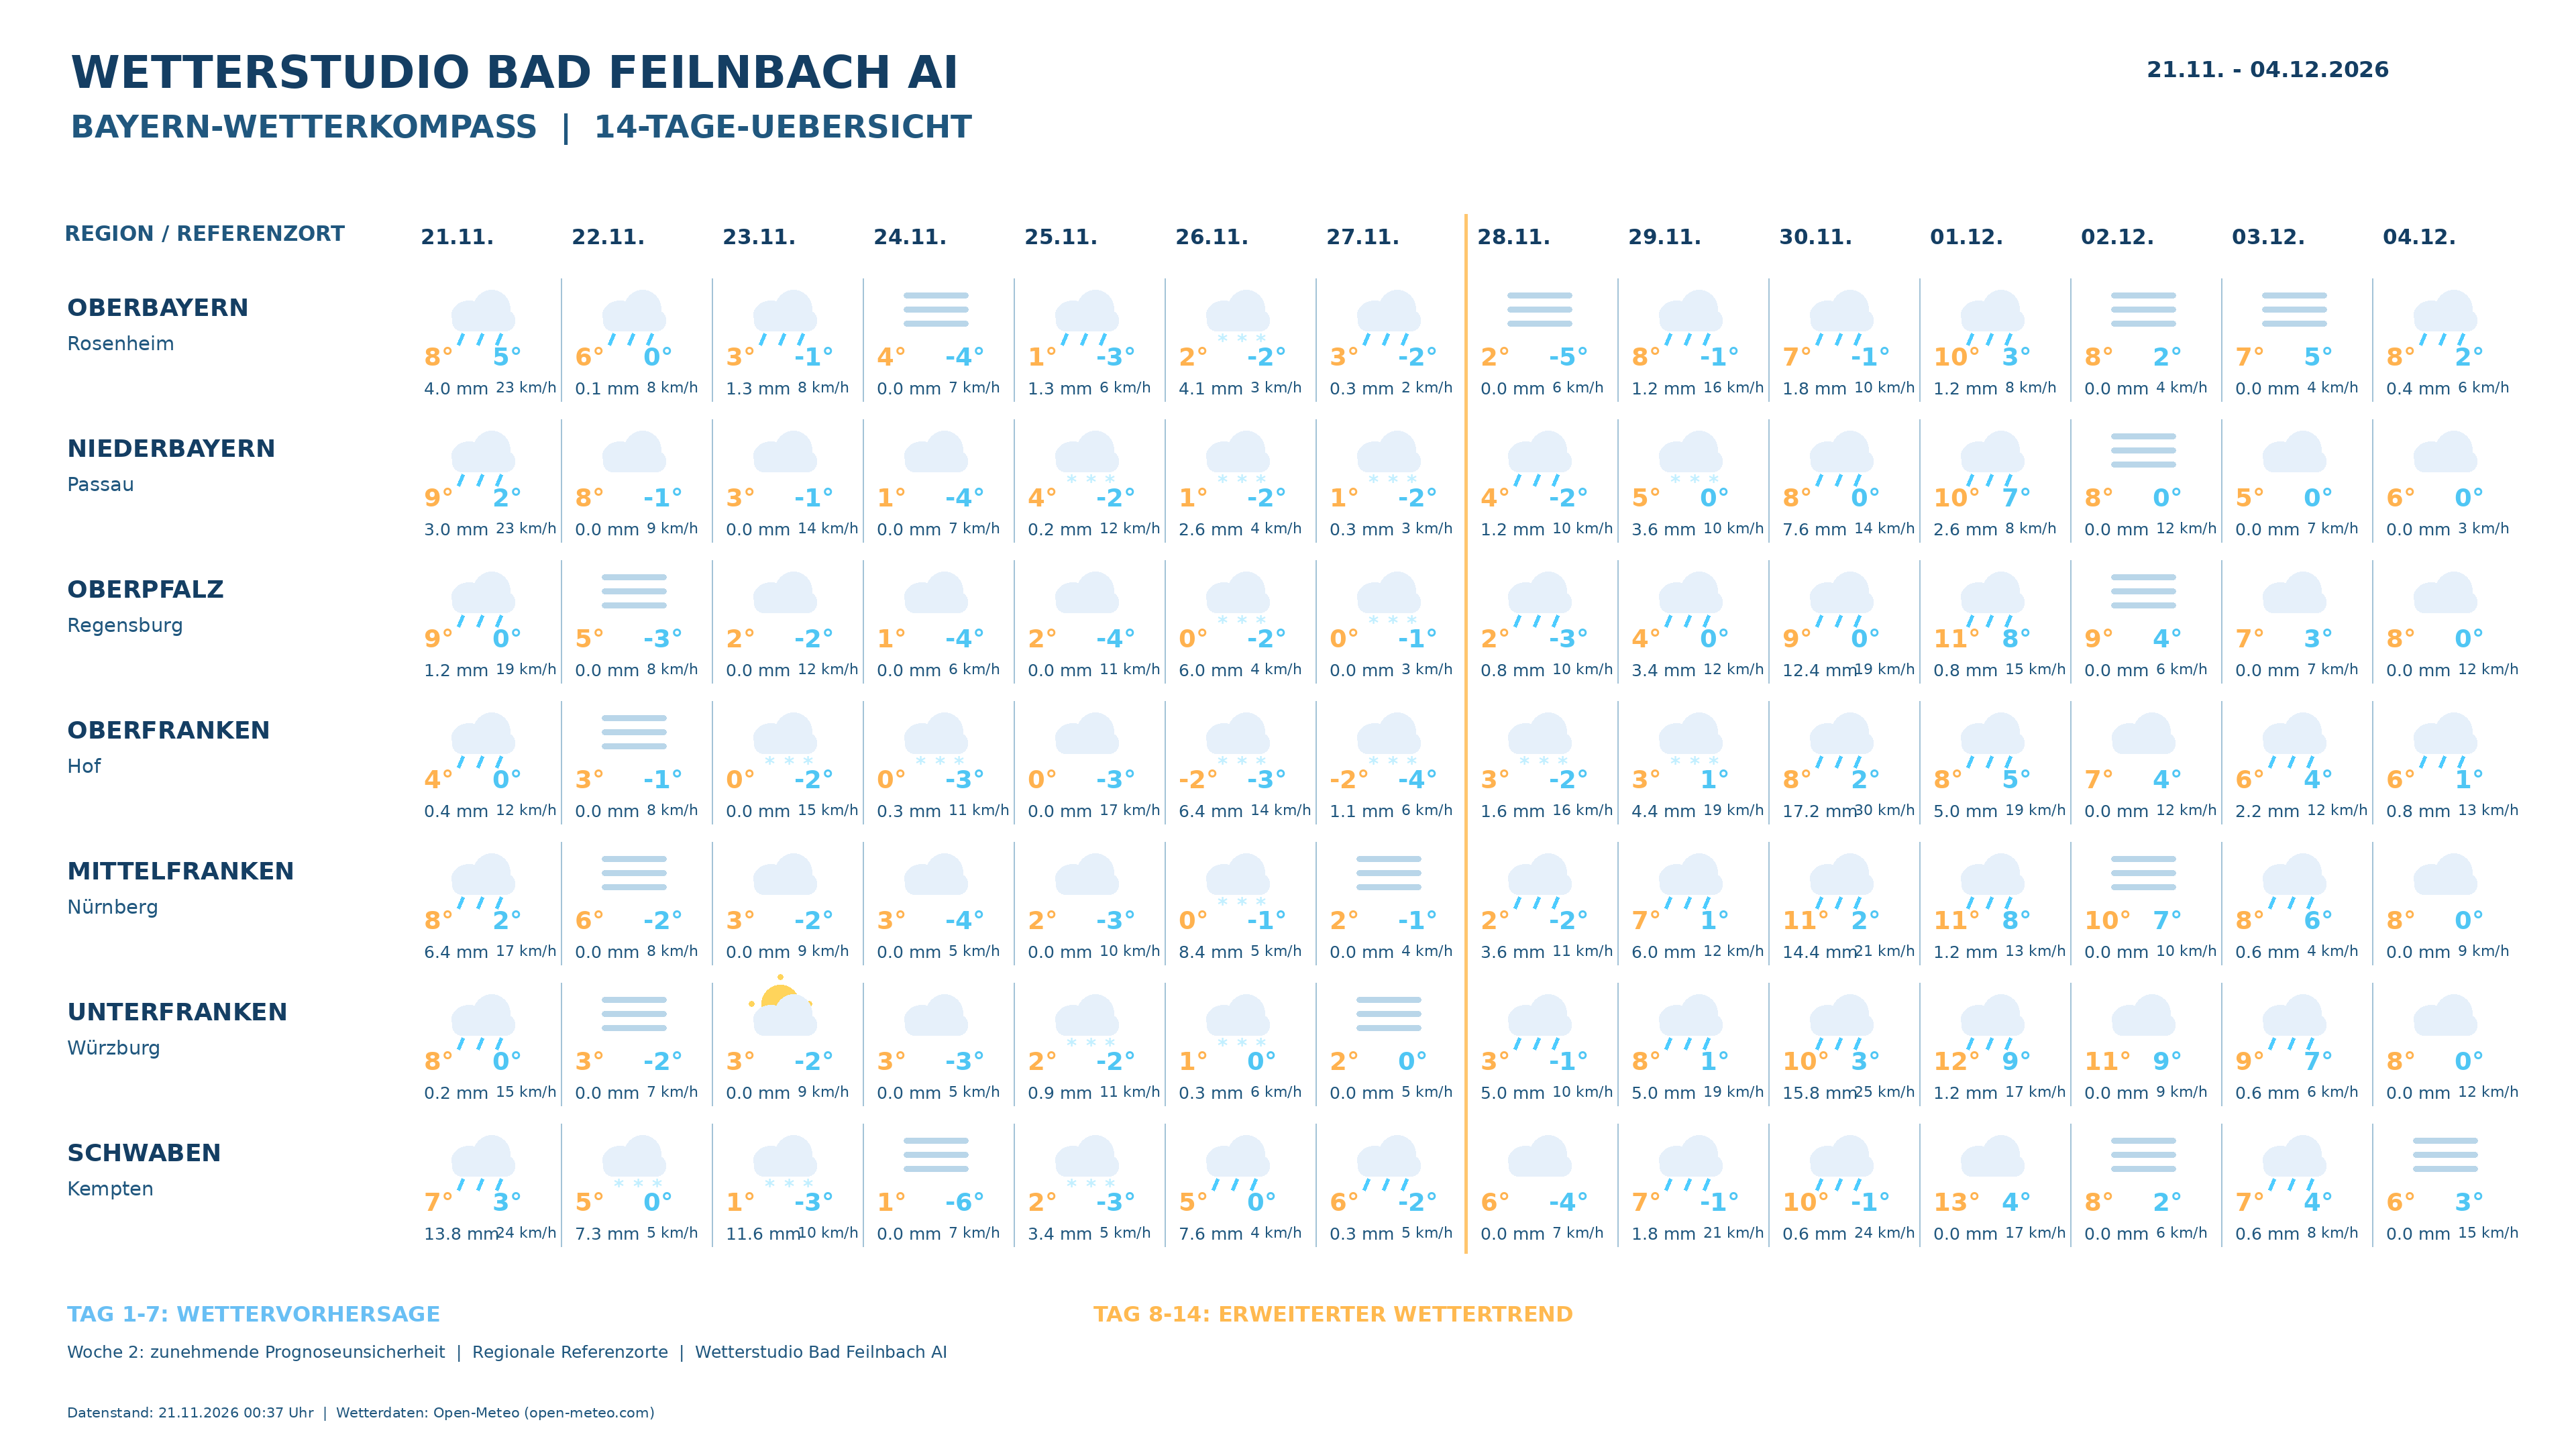 WETTERSTUDIO BAD FEILNBACH AI
21.11. - 04.12.2026
BAYERN-WETTERKOMPASS | 14-TAGE-UEBERSICHT
REGION / REFERENZORT 21.11. 22.11. 23.11. 24.11. 25.11. 26.11. 27.11. 28.11. 29.11. 30.11. 01.12. 02.12. 03.12. 04.12.
OBERBAYERN
Rosenheim
8° 5° 6° 0° 3° -1° 4° -4° 1° -3° 2° -2° 3° -2° 2° -5° 8° -1° 7° -1° 10° 3° 8° 2° 7° 5° 8° 2°
4.0 mm 23 km/h 0.1 mm 8 km/h 1.3 mm 8 km/h 0.0 mm 7 km/h 1.3 mm 6 km/h 4.1 mm 3 km/h 0.3 mm 2 km/h 0.0 mm 6 km/h 1.2 mm 16 km/h 1.8 mm 10 km/h 1.2 mm 8 km/h 0.0 mm 4 km/h 0.0 mm 4 km/h 0.4 mm 6 km/h
NIEDERBAYERN
Passau
9° 2° 8° -1° 3° -1° 1° -4° 4° -2° 1° -2° 1° -2° 4° -2° 5° 0° 8° 0° 10° 7° 8° 0° 5° 0° 6° 0°
3.0 mm 23 km/h 0.0 mm 9 km/h 0.0 mm 14 km/h 0.0 mm 7 km/h 0.2 mm 12 km/h 2.6 mm 4 km/h 0.3 mm 3 km/h 1.2 mm 10 km/h 3.6 mm 10 km/h 7.6 mm 14 km/h 2.6 mm 8 km/h 0.0 mm 12 km/h 0.0 mm 7 km/h 0.0 mm 3 km/h
OBERPFALZ
Regensburg
9° 0° 5° -3° 2° -2° 1° -4° 2° -4° 0° -2° 0° -1° 2° -3° 4° 0° 9° 0° 11° 8° 9° 4° 7° 3° 8° 0°
1.2 mm 19 km/h 0.0 mm 8 km/h 0.0 mm 12 km/h 0.0 mm 6 km/h 0.0 mm 11 km/h 6.0 mm 4 km/h 0.0 mm 3 km/h 0.8 mm 10 km/h 3.4 mm 12 km/h 12.4 mm 19 km/h 0.8 mm 15 km/h 0.0 mm 6 km/h 0.0 mm 7 km/h 0.0 mm 12 km/h
OBERFRANKEN
Hof
4° 0° 3° -1° 0° -2° 0° -3° 0° -3° -2° -3° -2° -4° 3° -2° 3° 1° 8° 2° 8° 5° 7° 4° 6° 4° 6° 1°
0.4 mm 12 km/h 0.0 mm 8 km/h 0.0 mm 15 km/h 0.3 mm 11 km/h 0.0 mm 17 km/h 6.4 mm 14 km/h 1.1 mm 6 km/h 1.6 mm 16 km/h 4.4 mm 19 km/h 17.2 mm 30 km/h 5.0 mm 19 km/h 0.0 mm 12 km/h 2.2 mm 12 km/h 0.8 mm 13 km/h
MITTELFRANKEN
Nürnberg
8° 2° 6° -2° 3° -2° 3° -4° 2° -3° 0° -1° 2° -1° 2° -2° 7° 1° 11° 2° 11° 8° 10° 7° 8° 6° 8° 0°
6.4 mm 17 km/h 0.0 mm 8 km/h 0.0 mm 9 km/h 0.0 mm 5 km/h 0.0 mm 10 km/h 8.4 mm 5 km/h 0.0 mm 4 km/h 3.6 mm 11 km/h 6.0 mm 12 km/h 14.4 mm 21 km/h 1.2 mm 13 km/h 0.0 mm 10 km/h 0.6 mm 4 km/h 0.0 mm 9 km/h
UNTERFRANKEN
Würzburg
8° 0° 3° -2° 3° -2° 3° -3° 2° -2° 1° 0° 2° 0° 3° -1° 8° 1° 10° 3° 12° 9° 11° 9° 9° 7° 8° 0°
0.2 mm 15 km/h 0.0 mm 7 km/h 0.0 mm 9 km/h 0.0 mm 5 km/h 0.9 mm 11 km/h 0.3 mm 6 km/h 0.0 mm 5 km/h 5.0 mm 10 km/h 5.0 mm 19 km/h 15.8 mm 25 km/h 1.2 mm 17 km/h 0.0 mm 9 km/h 0.6 mm 6 km/h 0.0 mm 12 km/h
SCHWABEN
Kempten
7° 3° 5° 0° 1° -3° 1° -6° 2° -3° 5° 0° 6° -2° 6° -4° 7° -1° 10° -1° 13° 4° 8° 2° 7° 4° 6° 3°
13.8 mm 24 km/h 7.3 mm 5 km/h 11.6 mm 10 km/h 0.0 mm 7 km/h 3.4 mm 5 km/h 7.6 mm 4 km/h 0.3 mm 5 km/h 0.0 mm 7 km/h 1.8 mm 21 km/h 0.6 mm 24 km/h 0.0 mm 17 km/h 0.0 mm 6 km/h 0.6 mm 8 km/h 0.0 mm 15 km/h
TAG 1-7: WETTERVORHERSAGE
TAG 8-14: ERWEITERTER WETTERTREND
Woche 2: zunehmende Prognoseunsicherheit | Regionale Referenzorte | Wetterstudio Bad Feilnbach AI
Datenstand: 21.11.2026 00:37 Uhr | Wetterdaten: Open-Meteo (open-meteo.com)